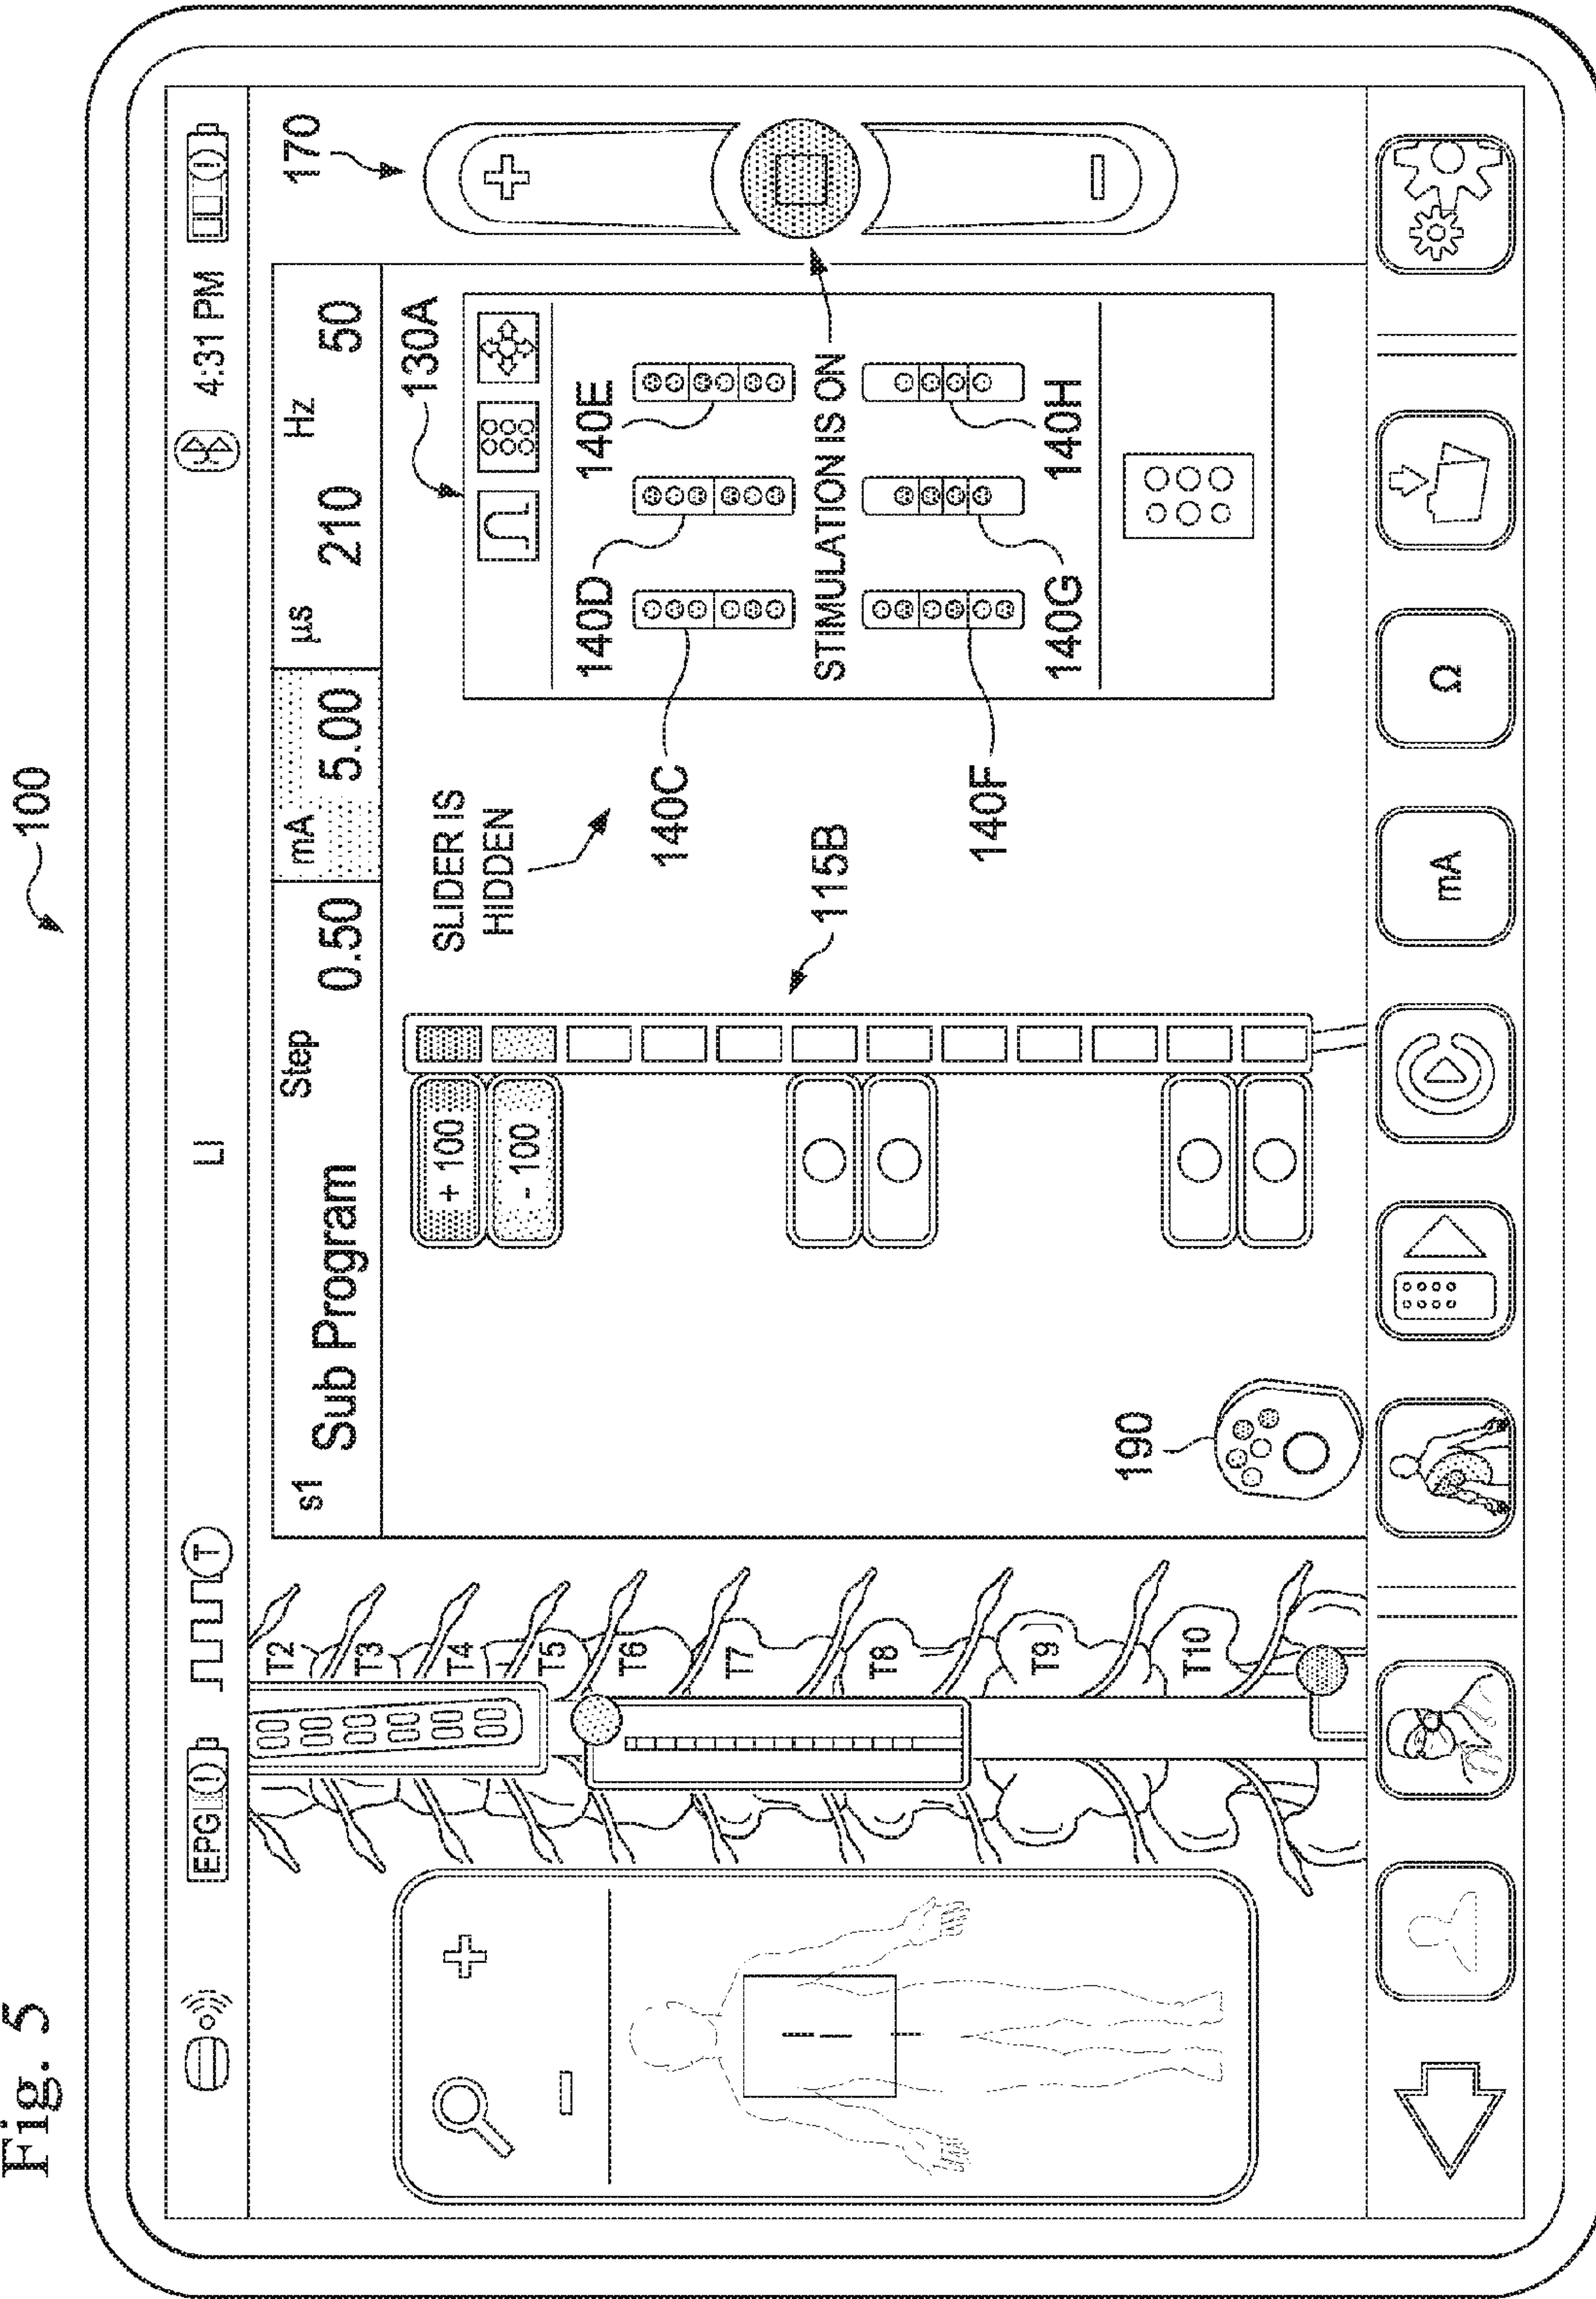 Fig. 5
100
EPG
T
LI
4:31 PM
s1
Sub Program
Step
0.50
mA
5.00
µs
210
Hz
50
170
T2
T3
T4
T5
T6
T7
T8
T9
T10
+ 100
- 100
SLIDER IS
HIDDEN
115B
130A
140D
140E
140C
STIMULATION IS ON
140F
140G
140H
190
mA
Ω